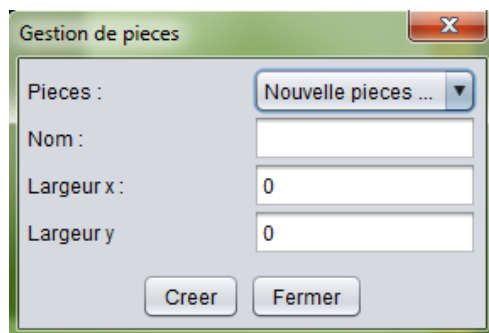 Gestion de pieces
Pieces : Nouvelle pieces ...
Nom :
Largeur x : 0
Largeur y 0
Creer Fermer